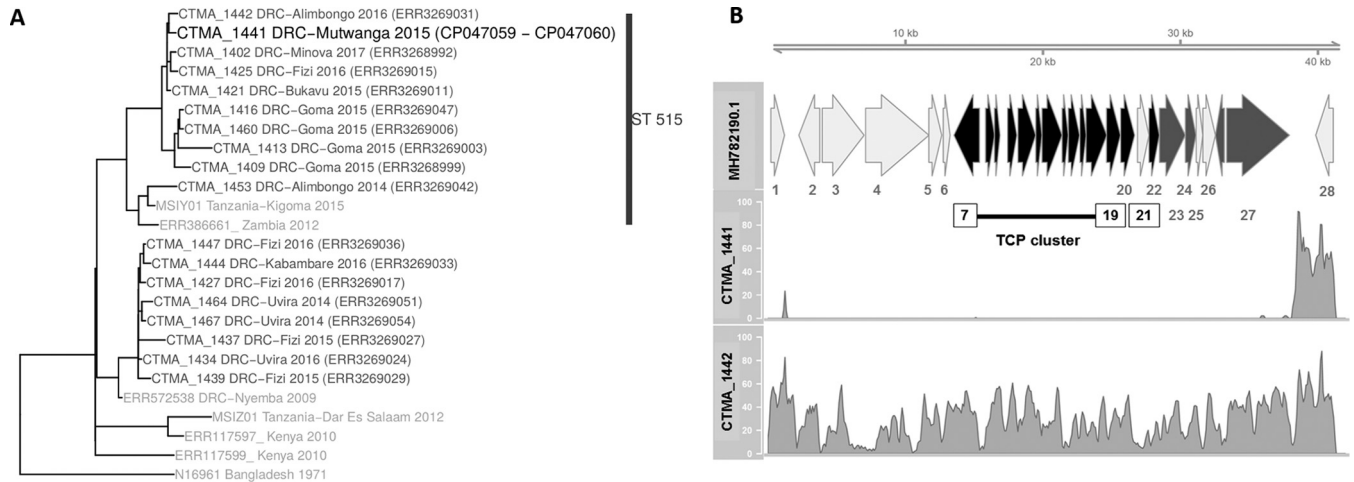 A
CTMA_1442 DRC−Alimbongo 2016 (ERR3269031)
CTMA_1441 DRC−Mutwanga 2015 (CP047059 − CP047060)
CTMA_1402 DRC−Minova 2017 (ERR3268992)
CTMA_1425 DRC−Fizi 2016 (ERR3269015)
CTMA_1421 DRC−Bukavu 2015 (ERR3269011)
CTMA_1416 DRC−Goma 2015 (ERR3269047)
CTMA_1460 DRC−Goma 2015 (ERR3269006)
CTMA_1413 DRC−Goma 2015 (ERR3269003)
CTMA_1409 DRC−Goma 2015 (ERR3268999)
CTMA_1453 DRC−Alimbongo 2014 (ERR3269042)
MSIY01 Tanzania−Kigoma 2015
ERR386661_ Zambia 2012
CTMA_1447 DRC−Fizi 2016 (ERR3269036)
CTMA_1444 DRC−Kabambare 2016 (ERR3269033)
CTMA_1427 DRC−Fizi 2016 (ERR3269017)
CTMA_1464 DRC−Uvira 2014 (ERR3269051)
CTMA_1467 DRC−Uvira 2014 (ERR3269054)
CTMA_1437 DRC−Fizi 2015 (ERR3269027)
CTMA_1434 DRC−Uvira 2016 (ERR3269024)
CTMA_1439 DRC−Fizi 2015 (ERR3269029)
ERR572538 DRC−Nyemba 2009
MSIZ01 Tanzania−Dar Es Salaam 2012
ERR117597_ Kenya 2010
ERR117599_ Kenya 2010
N16961 Bangladesh 1971
ST 515
B
10 kb 30 kb
20 kb 40 kb
MH782190.1
1 2 3 4 5 6 20 22 24 26 28
7 19 21 23 25 27
TCP cluster
CTMA_1441
100
80
60
40
20
0
CTMA_1442
100
80
60
40
20
0